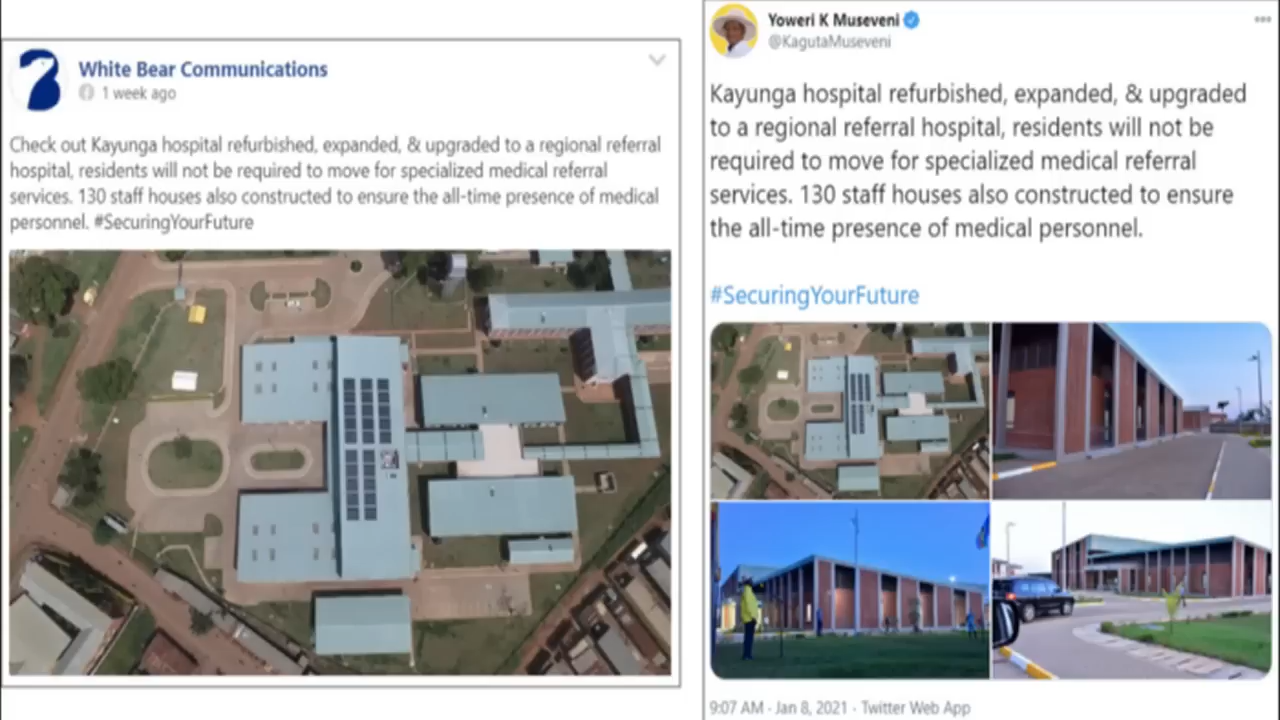 White Bear Communications
1 week ago
Check out Kayunga hospital refurbished, expanded, & upgraded to a regional referral
hospital, residents will not be required to move for specialized medical referral
services. 130 staff houses also constructed to ensure the all-time presence of medical
personnel. #SecuringYourFuture
Yoweri K Museveni
@KagutaMuseveni
Kayunga hospital refurbished, expanded, & upgraded
to a regional referral hospital, residents will not be
required to move for specialized medical referral
services. 130 staff houses also constructed to ensure
the all-time presence of medical personnel.
#SecuringYourFuture
9:07 AM · Jan 8, 2021 · Twitter Web App